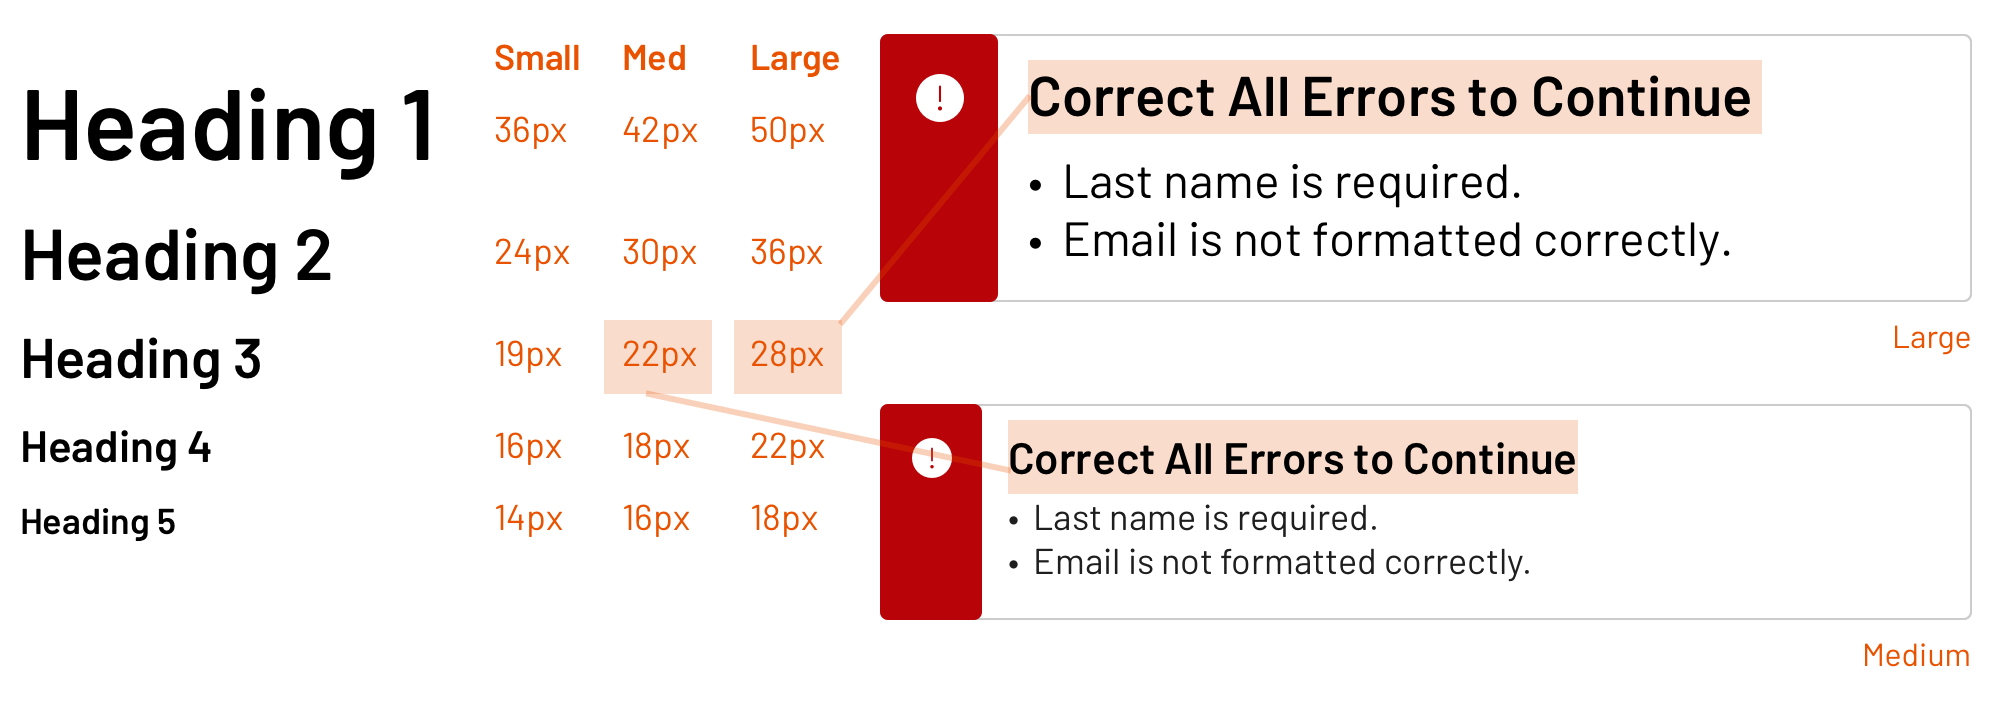 Small Med Large
Heading 1 36px 42px 50px
Heading 2 24px 30px 36px
Heading 3 19px 22px 28px
Heading 4 16px 18px 22px
Heading 5 14px 16px 18px
!
Correct All Errors to Continue
• Last name is required.
• Email is not formatted correctly.
Large
!
Correct All Errors to Continue
• Last name is required.
• Email is not formatted correctly.
Medium